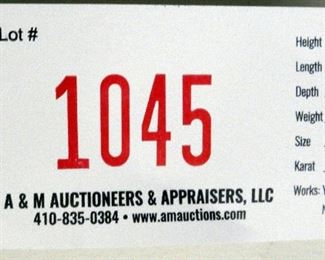 Lot #
1045
A & M AUCTIONEERS & APPRAISERS, LLC
410-835-0384 • www.amauctions.com
Height
Length
Depth
Weight
Size
Karat
Works: